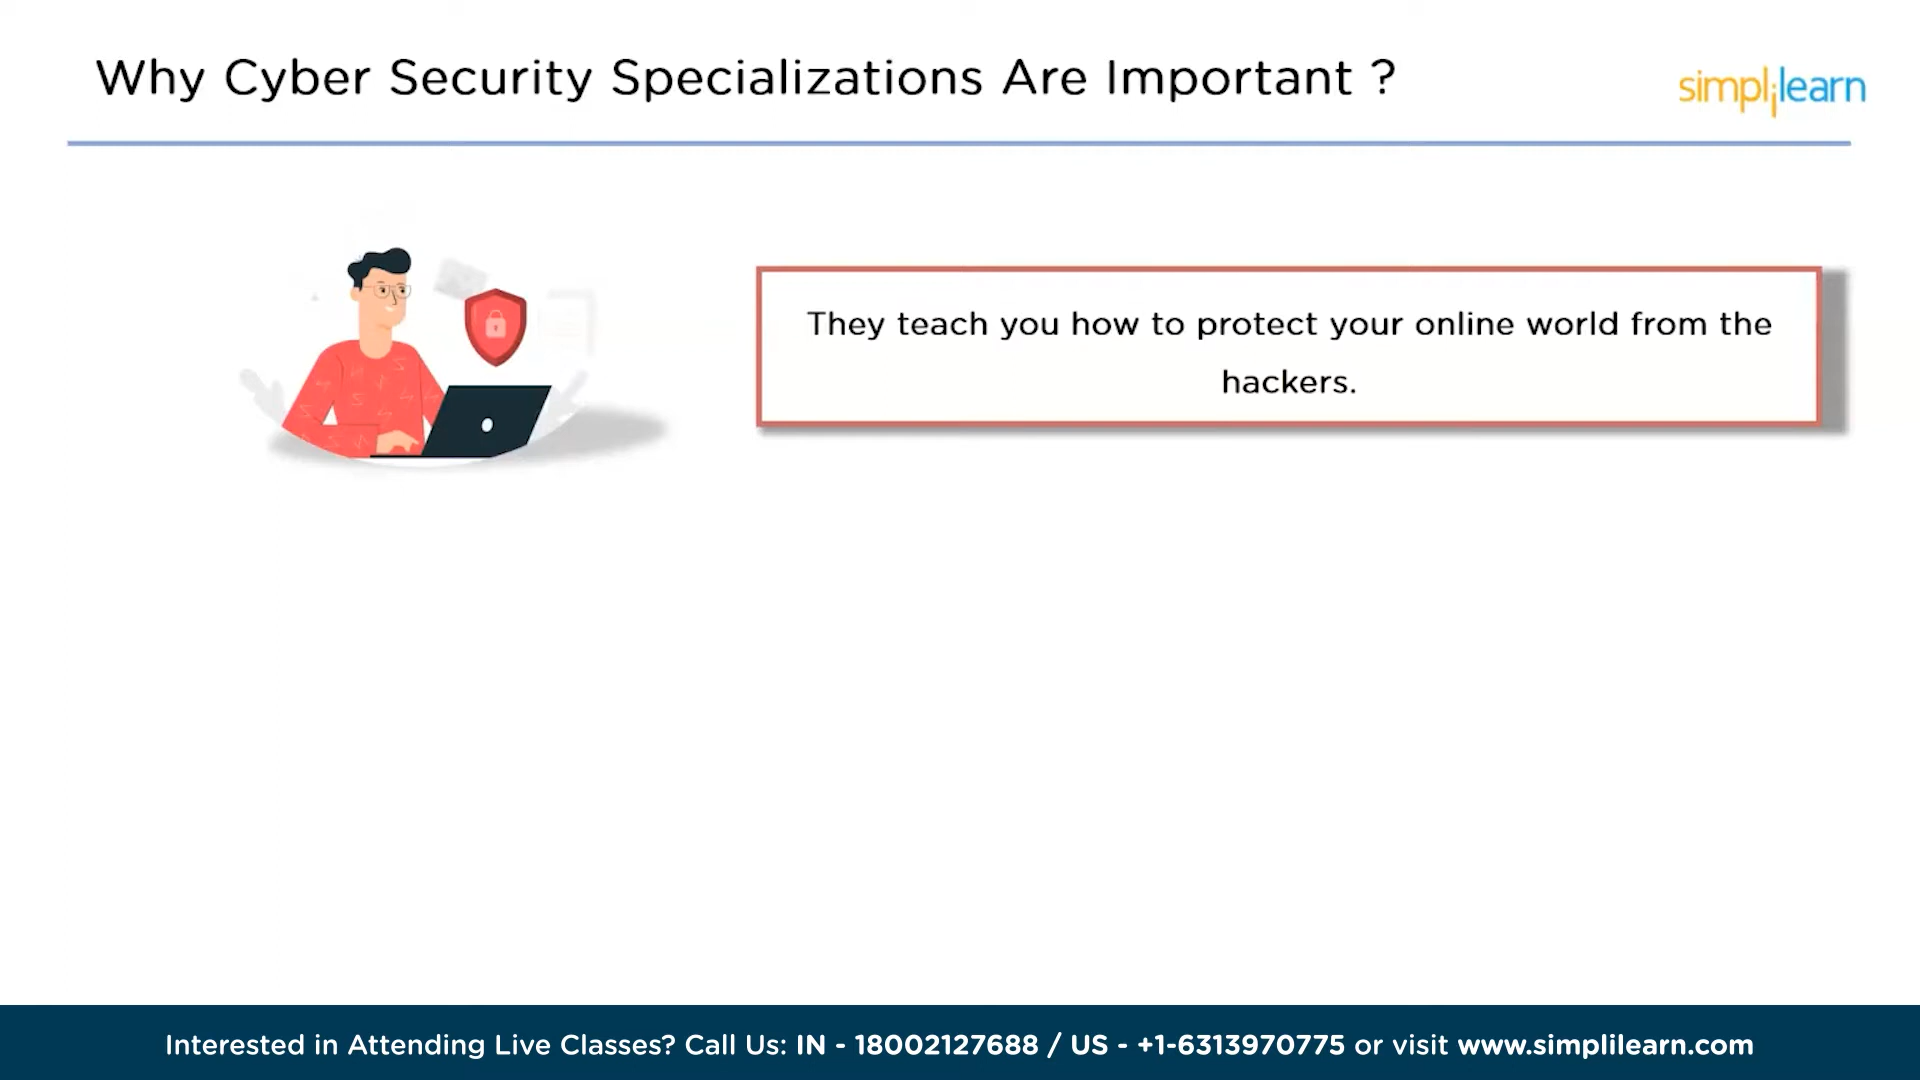 Why Cyber Security Specializations Are Important ?
simplilearn
They teach you how to protect your online world from the
hackers.
Interested in Attending Live Classes? Call Us: IN - 18002127688 / US - +1-6313970775 or visit www.simplilearn.com